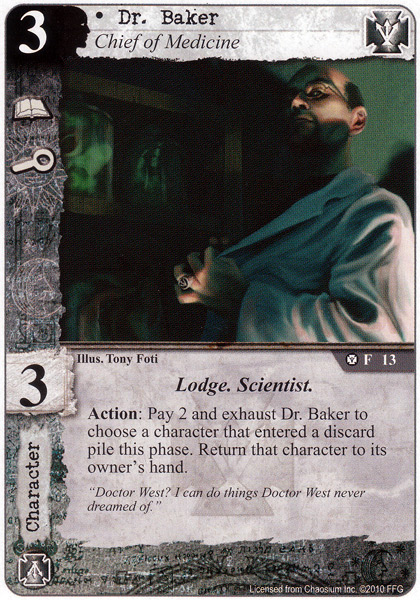 3
• Dr. Baker
Chief of Medicine
Illus. Tony Foti
F 13
3
Lodge. Scientist.
Action: Pay 2 and exhaust Dr. Baker to
choose a character that entered a discard
pile this phase. Return that character to its
owner's hand.
"Doctor West? I can do things Doctor West never
dreamed of."
Character
Licensed from Chaosium Inc. ©2010 FFG